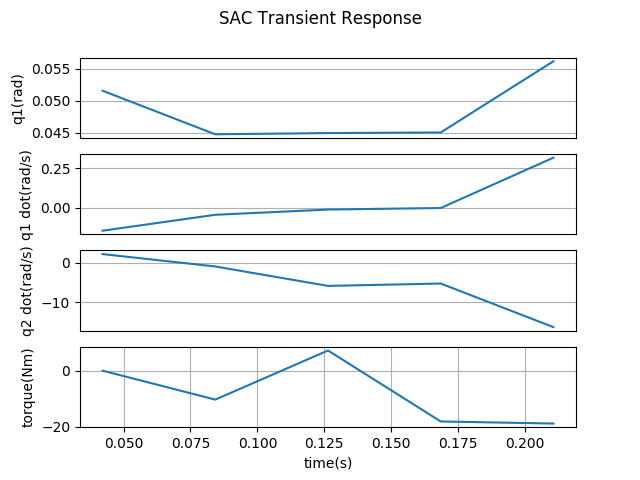 SAC Transient Response
0.055
0.050
0.045
q1(rad)
0.25
0.00
q1 dot(rad/s)
0
−10
q2 dot(rad/s)
0
−20
torque(Nm)
0.050 0.075 0.100 0.125 0.150 0.175 0.200
time(s)